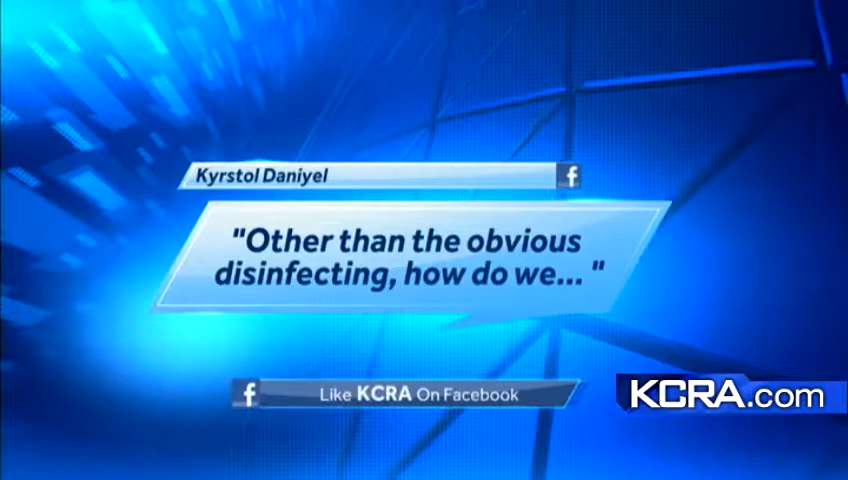 Kyrstol Daniyel
f
"Other than the obvious
disinfecting, how do we... "
f
Like KCRA On Facebook
KCRA.com